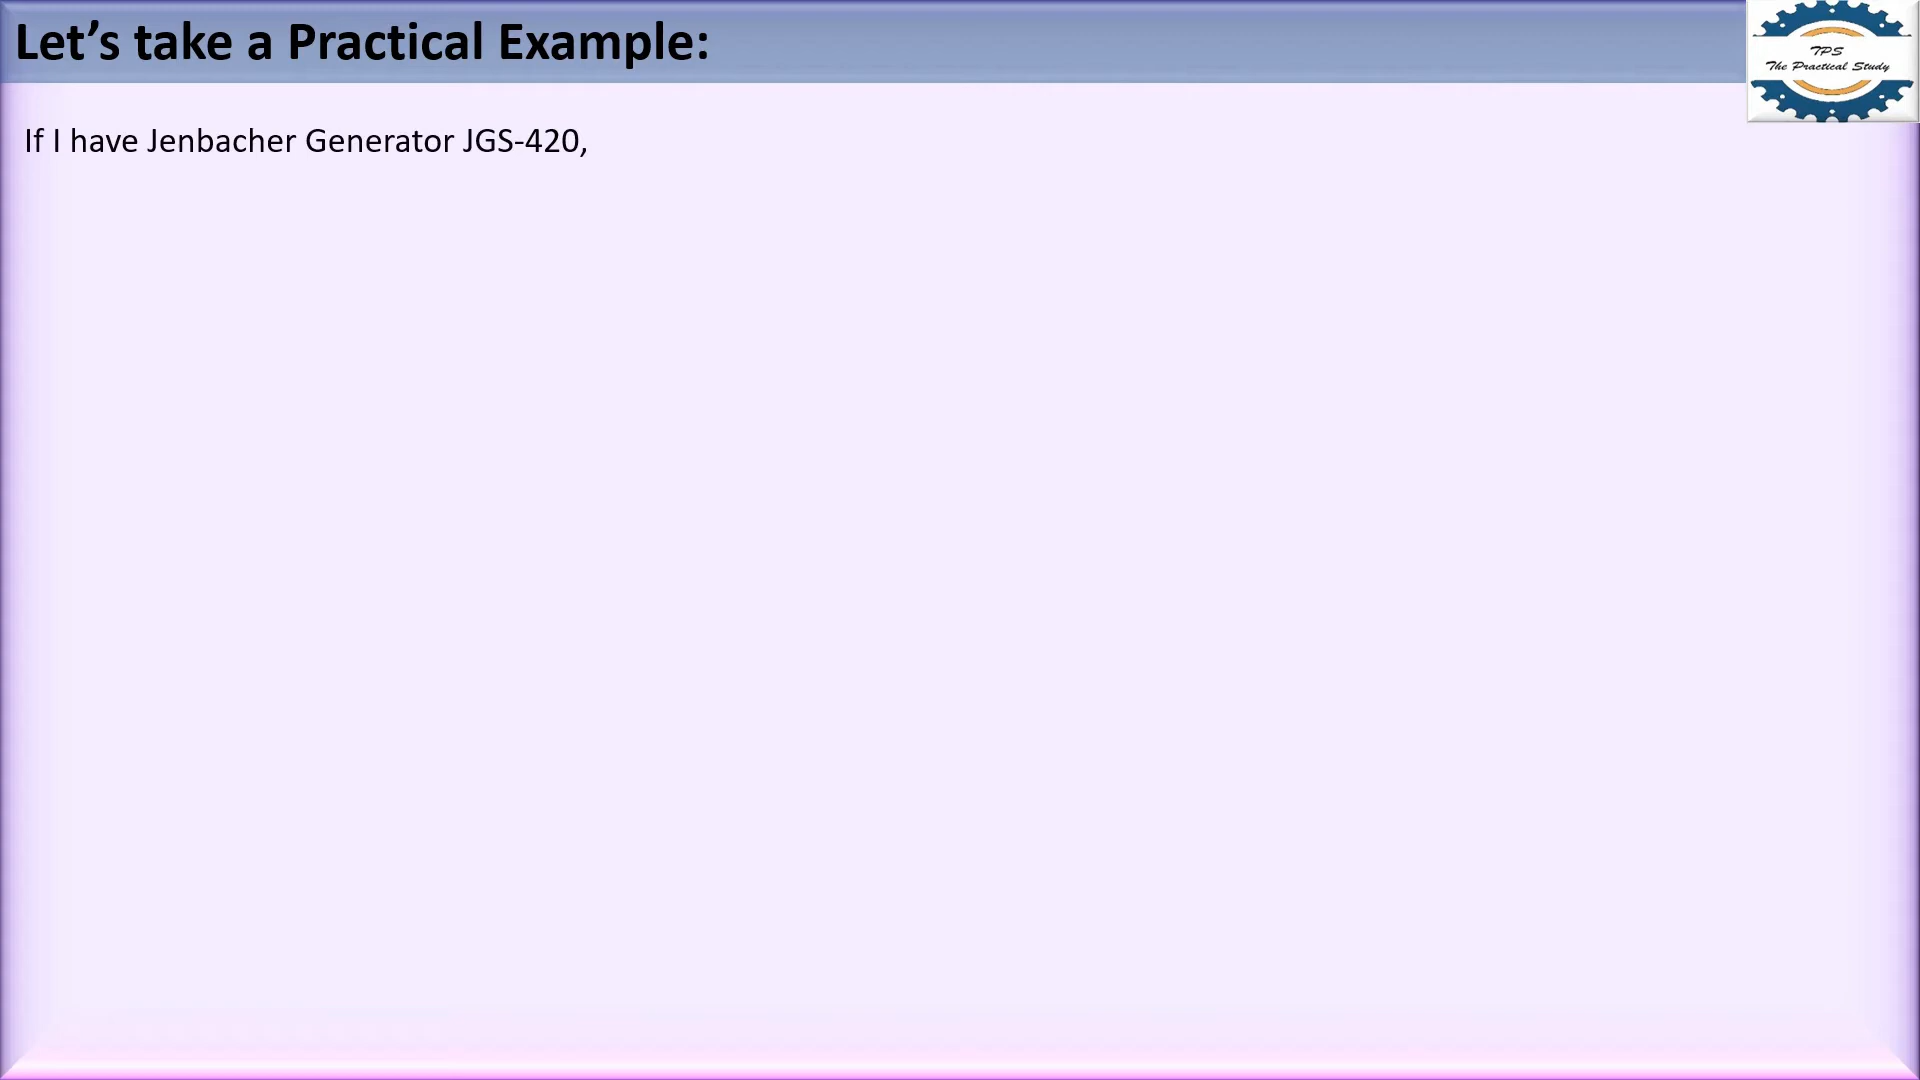 Let’s take a Practical Example:
TPS
The Practical Study
If I have Jenbacher Generator JGS-420,